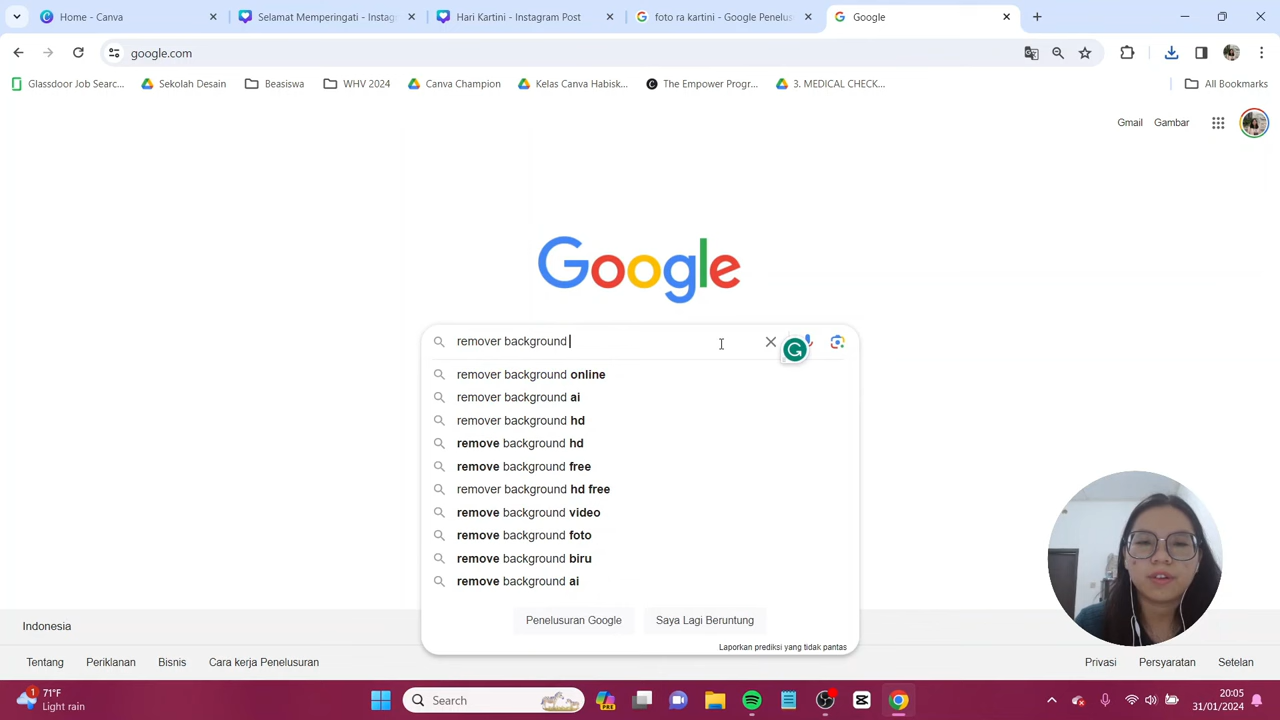 Home - Canva
Selamat Memperingati - Instag
Hari Kartini - Instagram Post
foto ra kartini - Google Penelus
Google
google.com
Glassdoor Job Searc...
Sekolah Desain
Beasiswa
WHV 2024
Canva Champion
Kelas Canva Habisk...
The Empower Progr...
3. MEDICAL CHECK...
All Bookmarks
Gmail
Gambar
Google
remover background
remover background online
remover background ai
remover background hd
remove background hd
remove background free
remover background hd free
remove background video
remove background foto
remove background biru
remove background ai
Penelusuran Google
Saya Lagi Beruntung
Laporkan prediksi yang tidak pantas
Indonesia
Tentang
Periklanan
Bisnis
Cara kerja Penelusuran
Privasi
Persyaratan
Setelan
1
71°F
Light rain
Search
PRE
20:05
31/01/2024